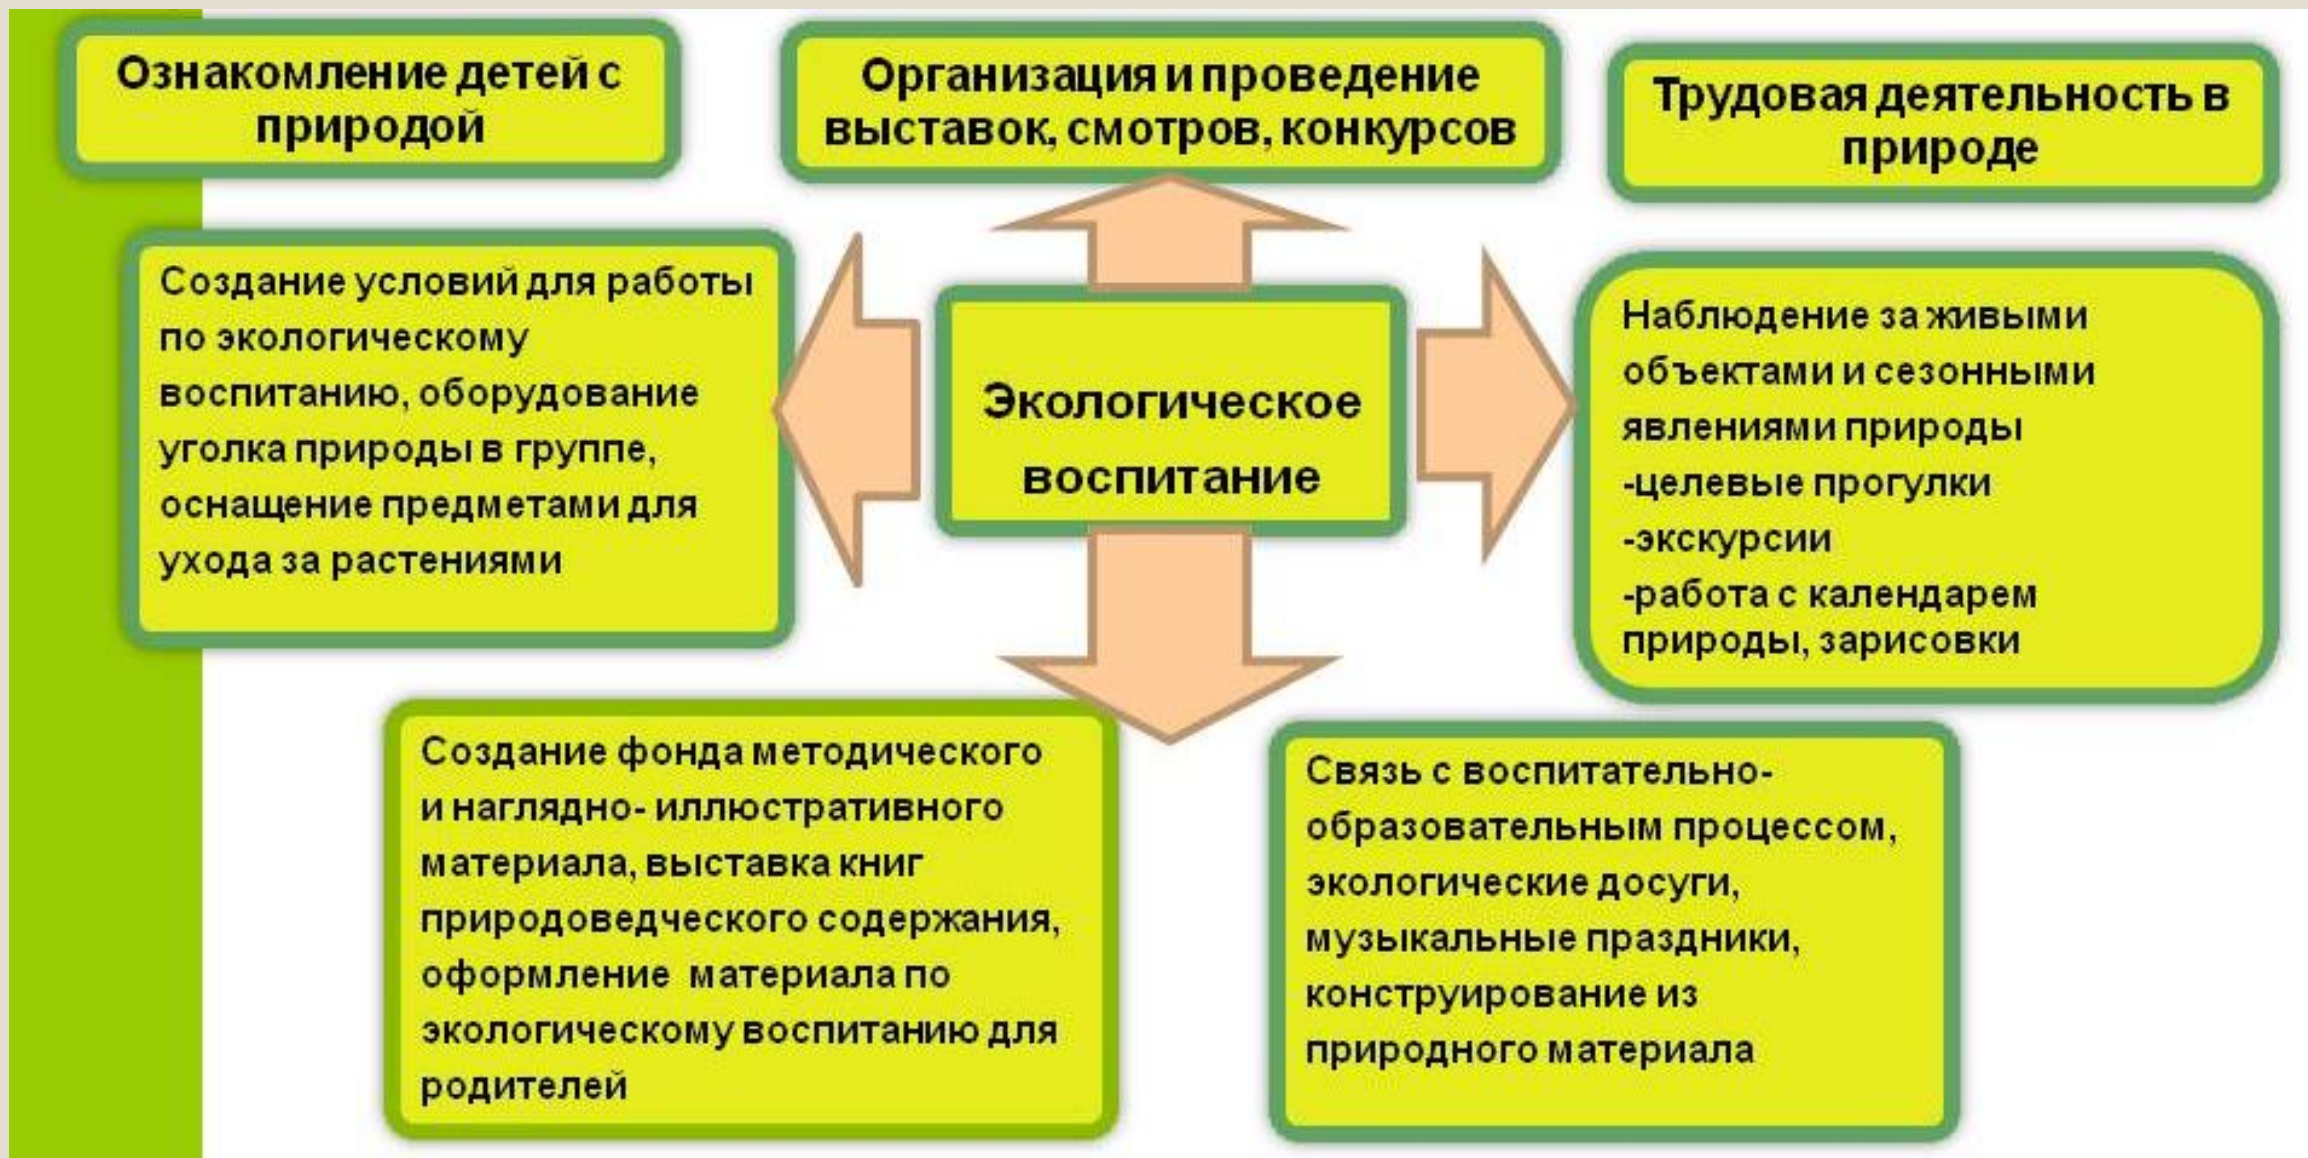 Ознакомление детей с
природой
Организация и проведение
выставок, смотров, конкурсов
Трудовая деятельность в
природе
Создание условий для работы
по экологическому
воспитанию, оборудование
уголка природы в группе,
оснащение предметами для
ухода за растениями
Экологическое
воспитание
Наблюдение за живыми
объектами и сезонными
явлениями природы
-целевые прогулки
-экскурсии
-работа с календарем
природы, зарисовки
Создание фонда методического
и наглядно- иллюстративного
материала, выставка книг
природоведческого содержания,
оформление материала по
экологическому воспитанию для
родителей
Связь с воспитательно-
образовательным процессом,
экологические досуги,
музыкальные праздники,
конструирование из
природного материала